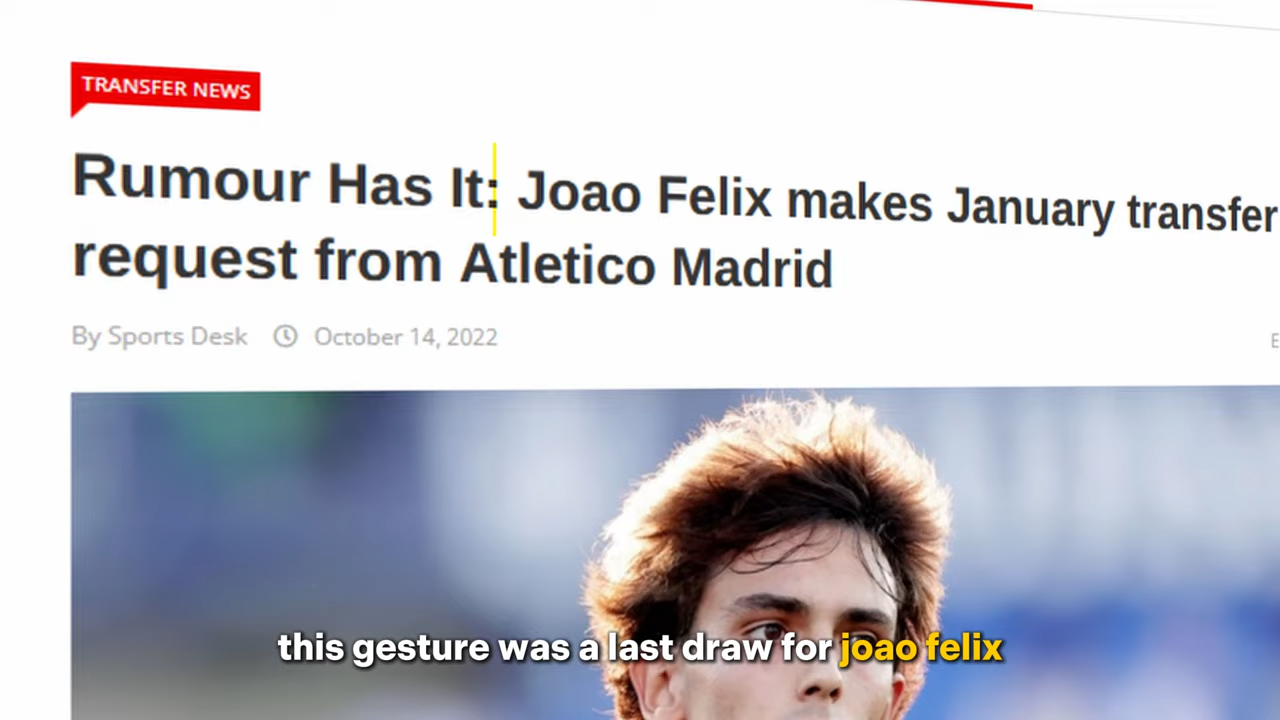 TRANSFER NEWS
Rumour Has It: Joao Felix makes January transfer
request from Atletico Madrid
By Sports Desk October 14, 2022
E
this gesture was a last draw for joao felix